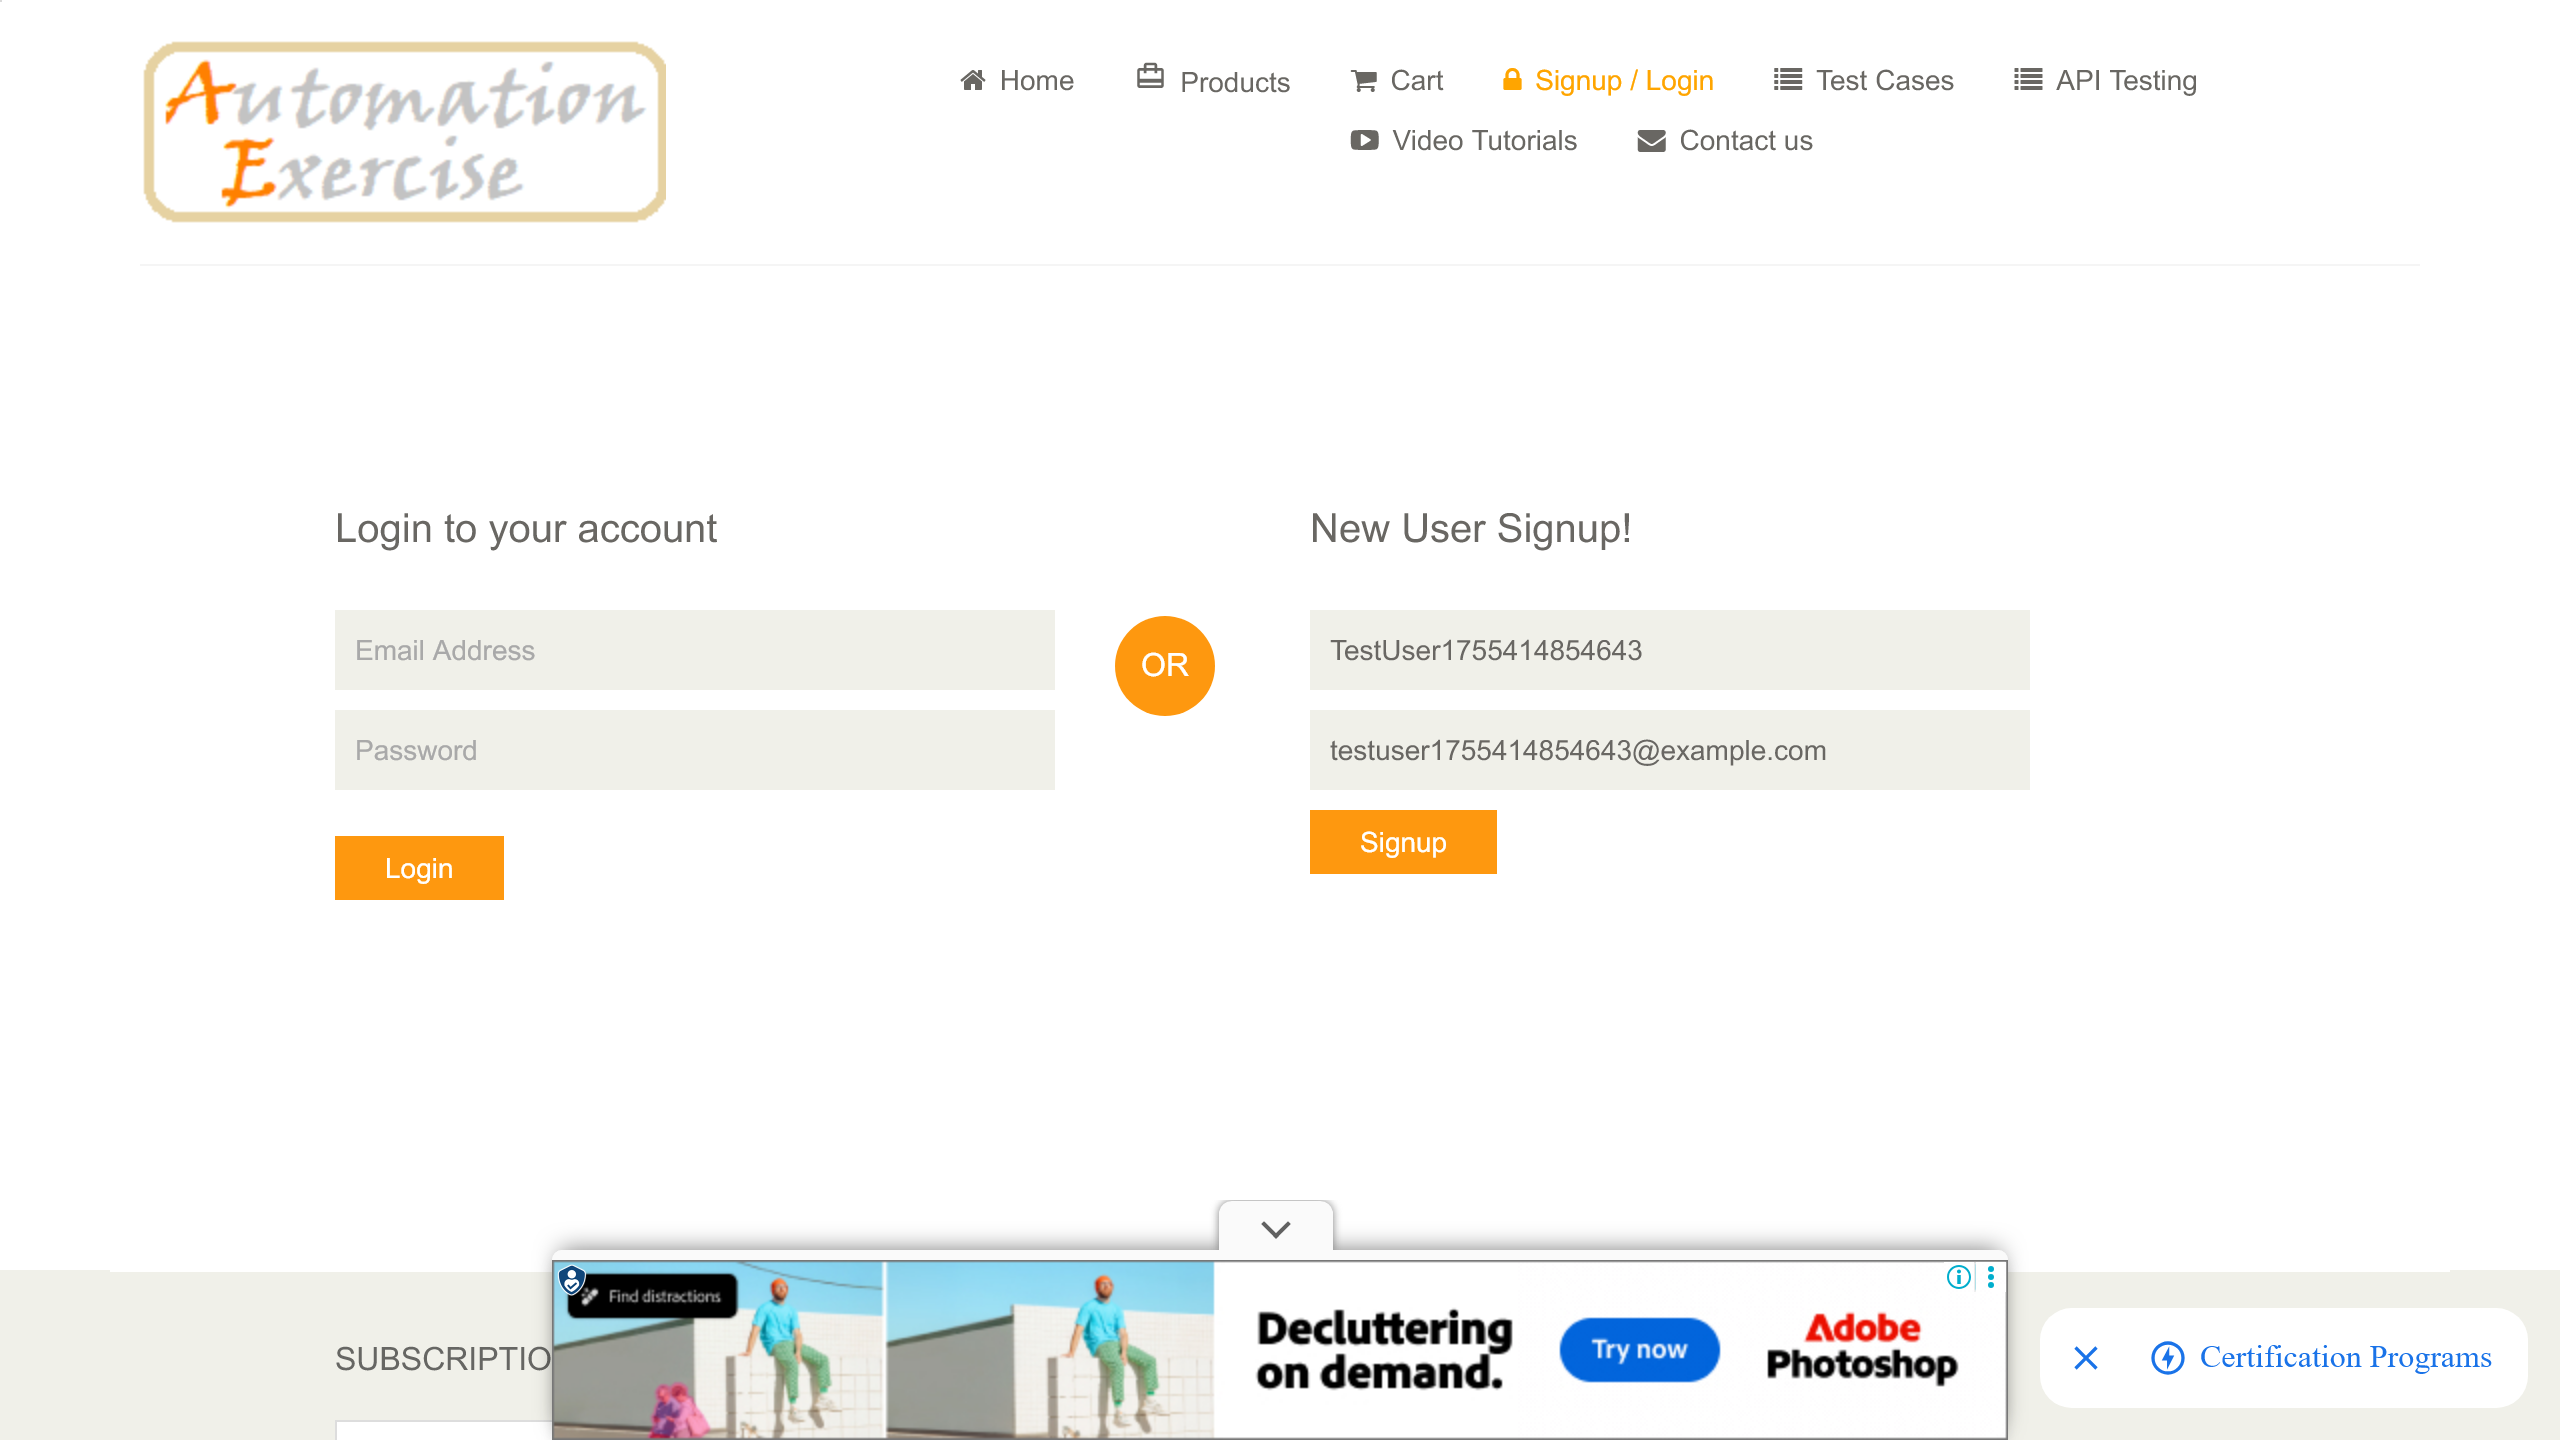 Automation
Exercise
Home
Products
Cart
Signup / Login
Test Cases
API Testing
Video Tutorials
Contact us
Login to your account
Email Address
Password
Login
OR
New User Signup!
TestUser1755414854643
testuser1755414854643@example.com
Signup
SUBSCRIPTIO
Find distractions
Decluttering
on demand.
Try now
Adobe
Photoshop
Certification Programs